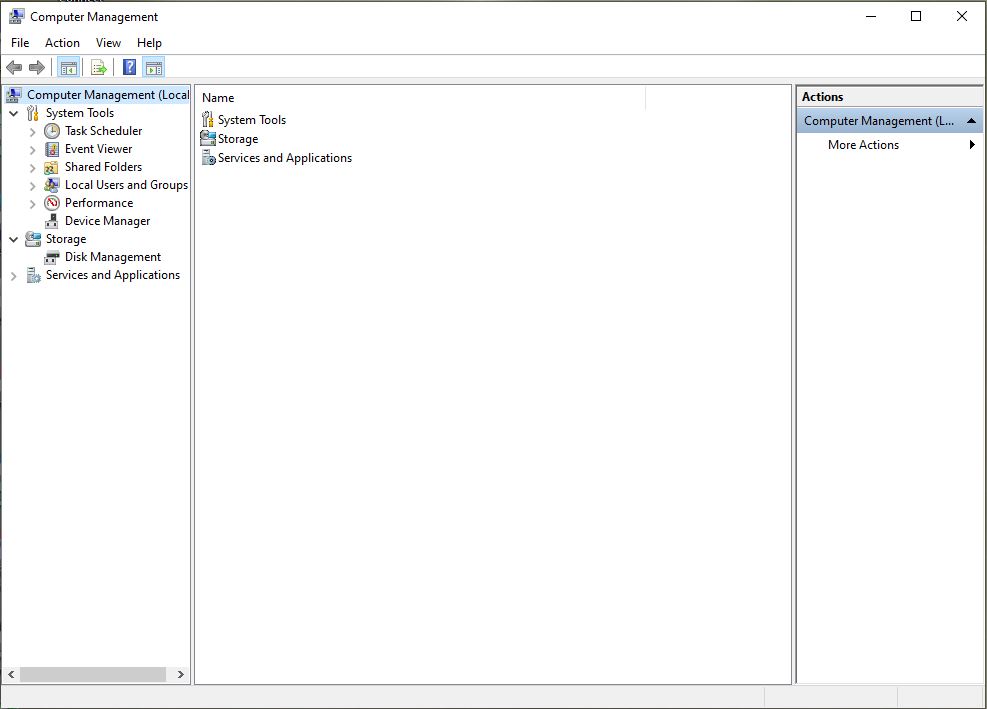 Computer Management
File Action View Help
Computer Management (Local
System Tools
Task Scheduler
Event Viewer
Shared Folders
Local Users and Groups
Performance
Device Manager
Storage
Disk Management
Services and Applications
Name
System Tools
Storage
Services and Applications
Actions
Computer Management (L...
More Actions